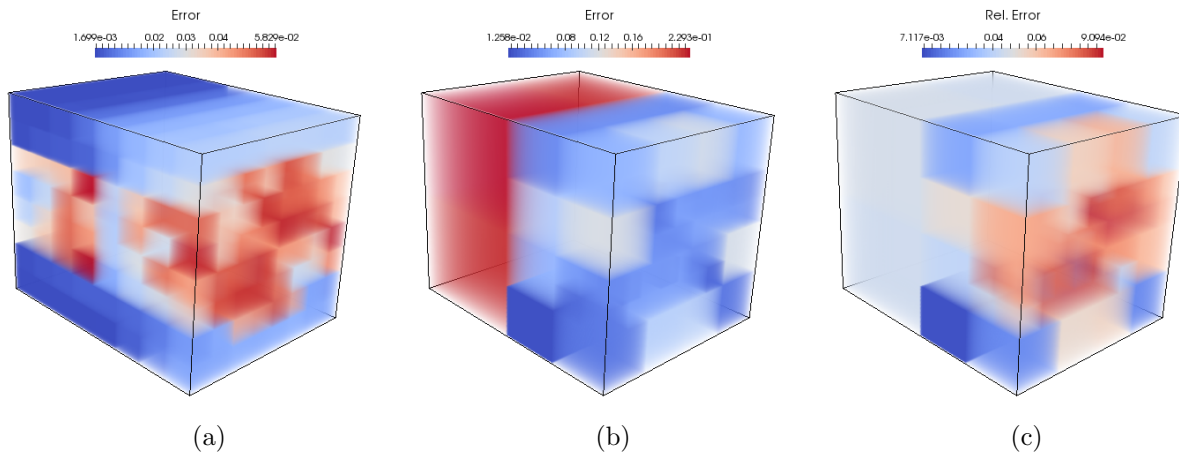 Error
1.699e-03 0.02 0.03 0.04 5.829e-02
Error
1.258e-02 0.08 0.12 0.16 2.293e-01
Rel. Error
7.117e-03 0.04 0.06 9.094e-02
(a)
(b)
(c)